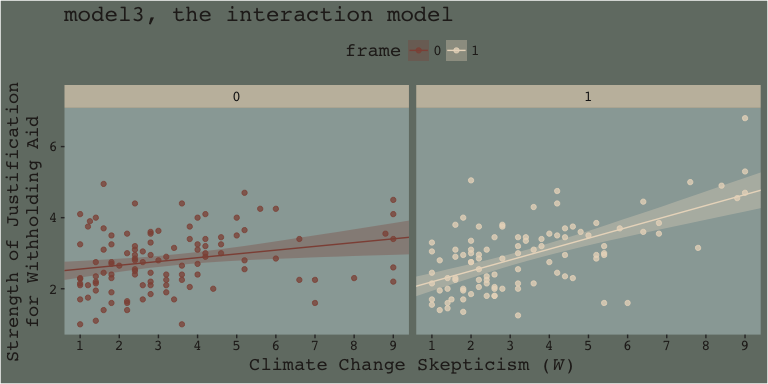 model3, the interaction model
frame 0 1
Strength of Justification
for Withholding Aid
0 1
6
4
2
1 2 3 4 5 6 7 8 9 1 2 3 4 5 6 7 8 9
Climate Change Skepticism (W)